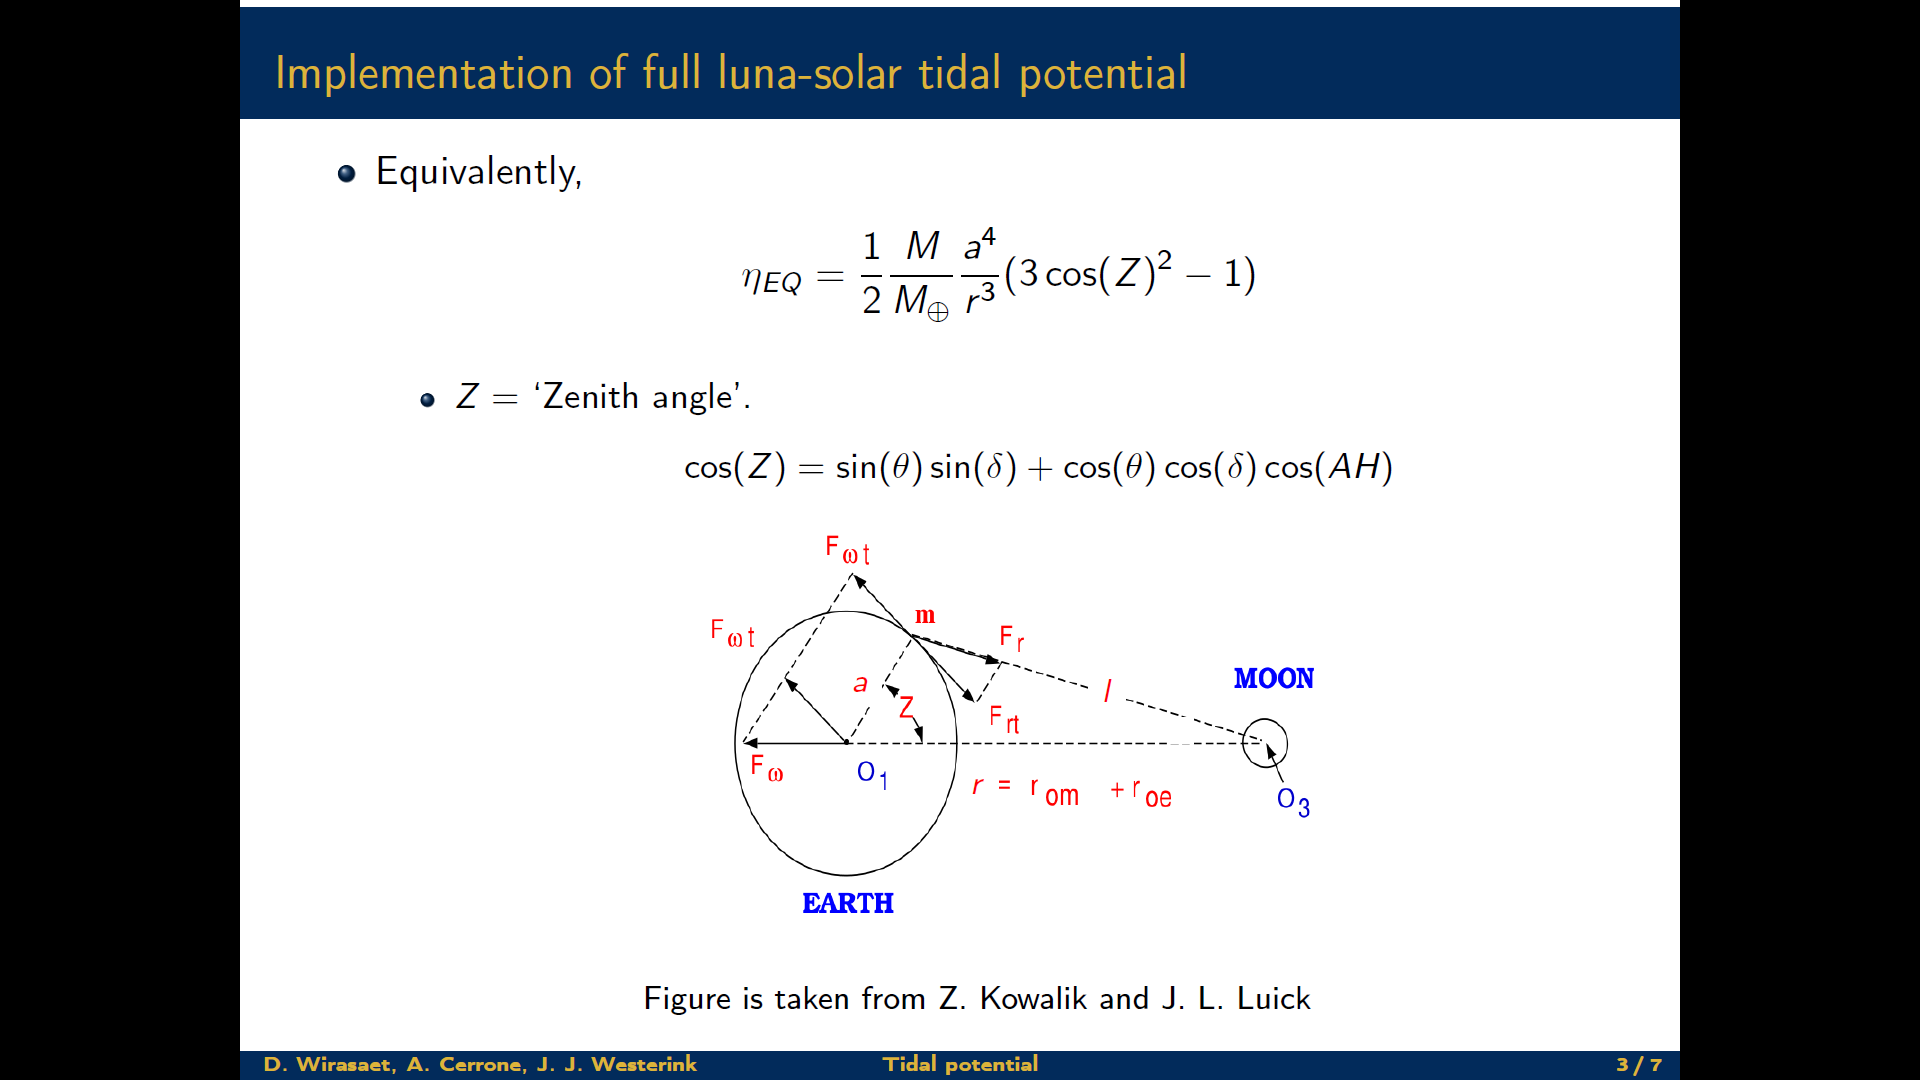 Implementation of full luna-solar tidal potential
Equivalently,
η_EQ = 1/2 M/M_⊕ a^4/r^3 (3 cos(Z)^2 − 1)
Z = ‘Zenith angle’.
cos(Z) = sin(θ) sin(δ) + cos(θ) cos(δ) cos(AH)
F ω t
m
F ω t
F r
MOON
a
l
Z
F rt
F ω
O 1
r = r om + r oe
O 3
EARTH
Figure is taken from Z. Kowalik and J. L. Luick
D. Wirasaet, A. Cerrone, J. J. Westerink Tidal potential 3 / 7